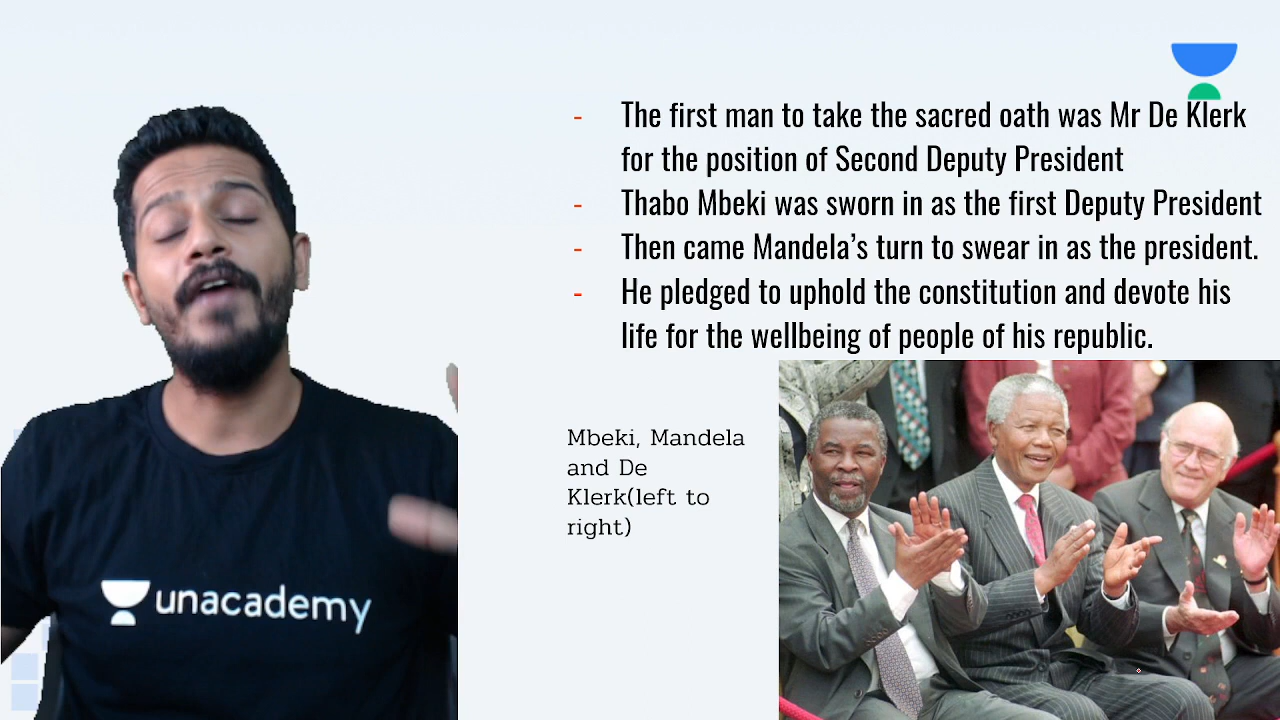 - The first man to take the sacred oath was Mr De Klerk
for the position of Second Deputy President
- Thabo Mbeki was sworn in as the first Deputy President
- Then came Mandela’s turn to swear in as the president.
- He pledged to uphold the constitution and devote his
life for the wellbeing of people of his republic.
Mbeki, Mandela
and De
Klerk(left to
right)
unacademy